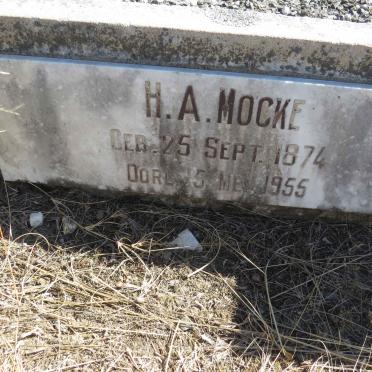 H. A. MOCKE
GEB. 25 SEPT. 1874
OORL. 15 MEI 1955